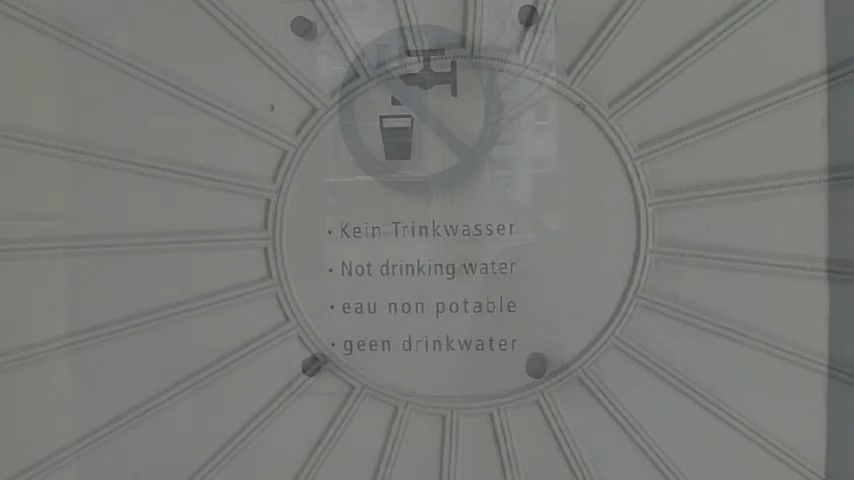 • Kein Trinkwasser
• Not drinking water
• eau non potable
• geen drinkwater